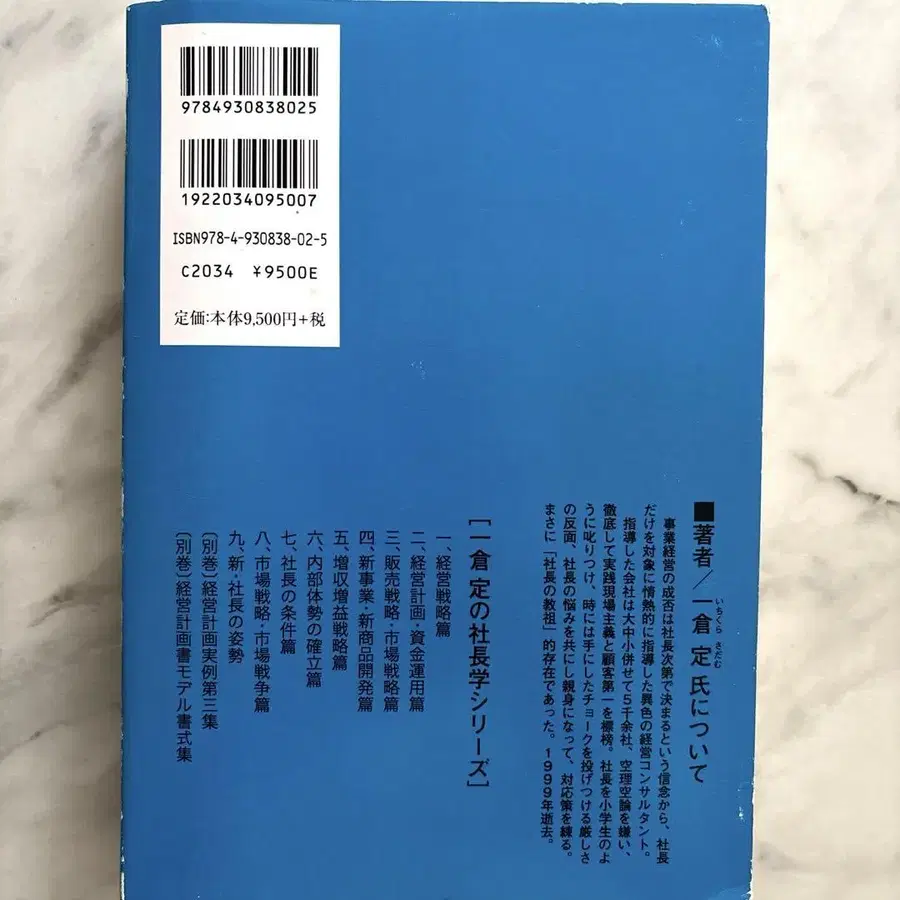 9784930838025
1922034095007
ISBN978-4-930838-02-5
C2034 ¥9500E
定価:本体9,500円+税
■著者/一倉 定氏について
いちくら さだむ
事業経営の成否は社長次第で決まるという信念から、社長
だけを対象に情熱的に指導した異色の経営コンサルタント。
指導した会社は大中小併せて5千余社、空理空論を嫌い、
徹底して実践現場主義と顧客第一を標榜。社長を小学生のよ
うに叱りつけ、時には手にしたチョークを投げつける厳しさ
の反面、社長の悩みを共にし親身になって、対応策を練る。
まさに「社長の教祖」的存在であった。1999年逝去。
[一倉 定の社長学シリーズ]
一、経営戦略篇
二、経営計画・資金運用篇
三、販売戦略・市場戦略篇
四、新事業・新商品開発篇
五、増収増益戦略篇
六、内部体勢の確立篇
七、社長の条件篇
八、市場戦略・市場戦争篇
九、新・社長の姿勢
〔別巻〕経営計画実例第三集
〔別巻〕経営計画書モデル書式集